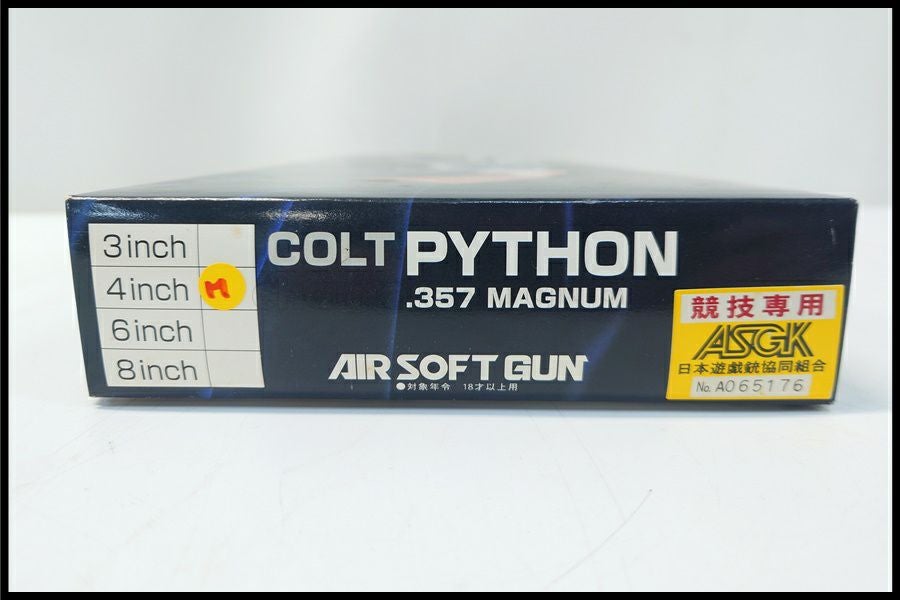 3inch
4inch M
6inch
8inch
COLT PYTHON
.357 MAGNUM
AIR SOFT GUN
●対象年令 18才以上用
競技専用
ASGK
日本遊戯銃協同組合
No. A065176